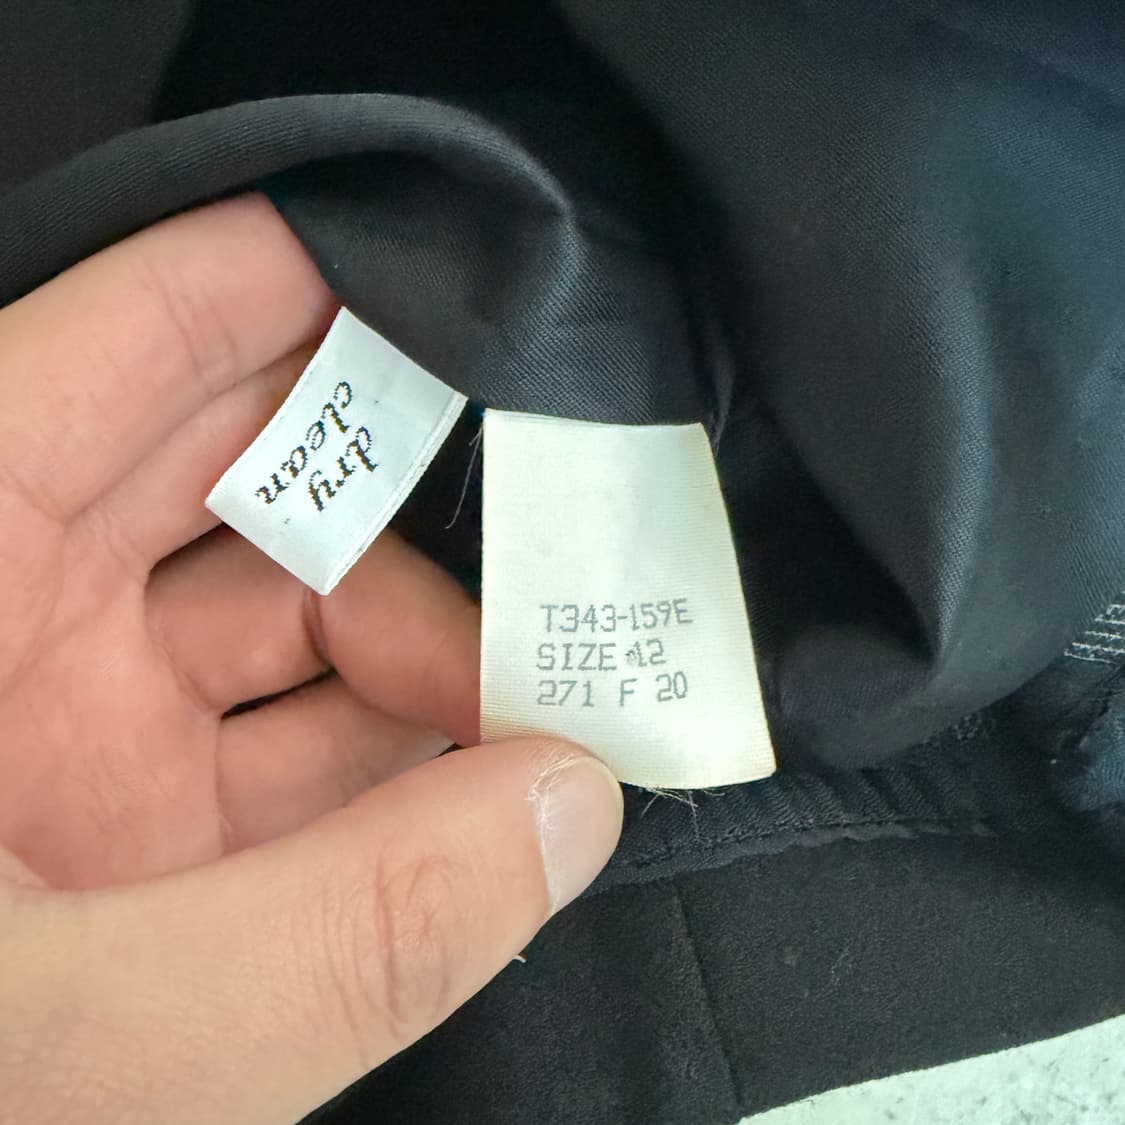 dry
clean
T343-159E
SIZE 12
271 F 20